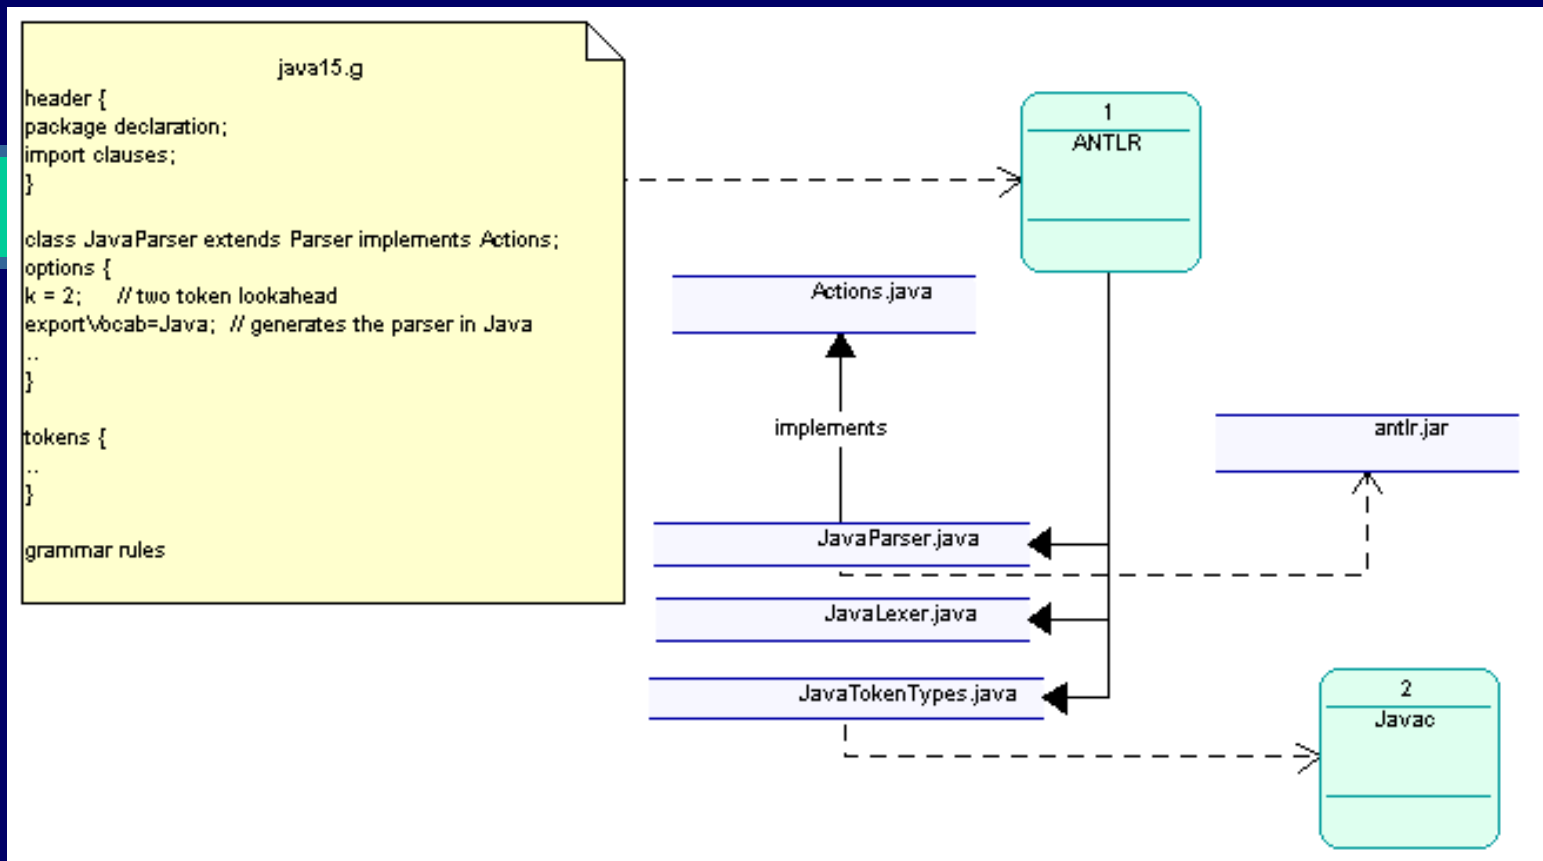 java15.g
header {
package declaration;
import clauses;
}
class JavaParser extends Parser implements Actions;
options {
k = 2;    // two token lookahead
exportVocab=Java;  // generates the parser in Java
..
}
tokens {
..
}
grammar rules
1
ANTLR
Actions.java
implements
antlr.jar
JavaParser.java
JavaLexer.java
JavaTokenTypes.java
2
Javac